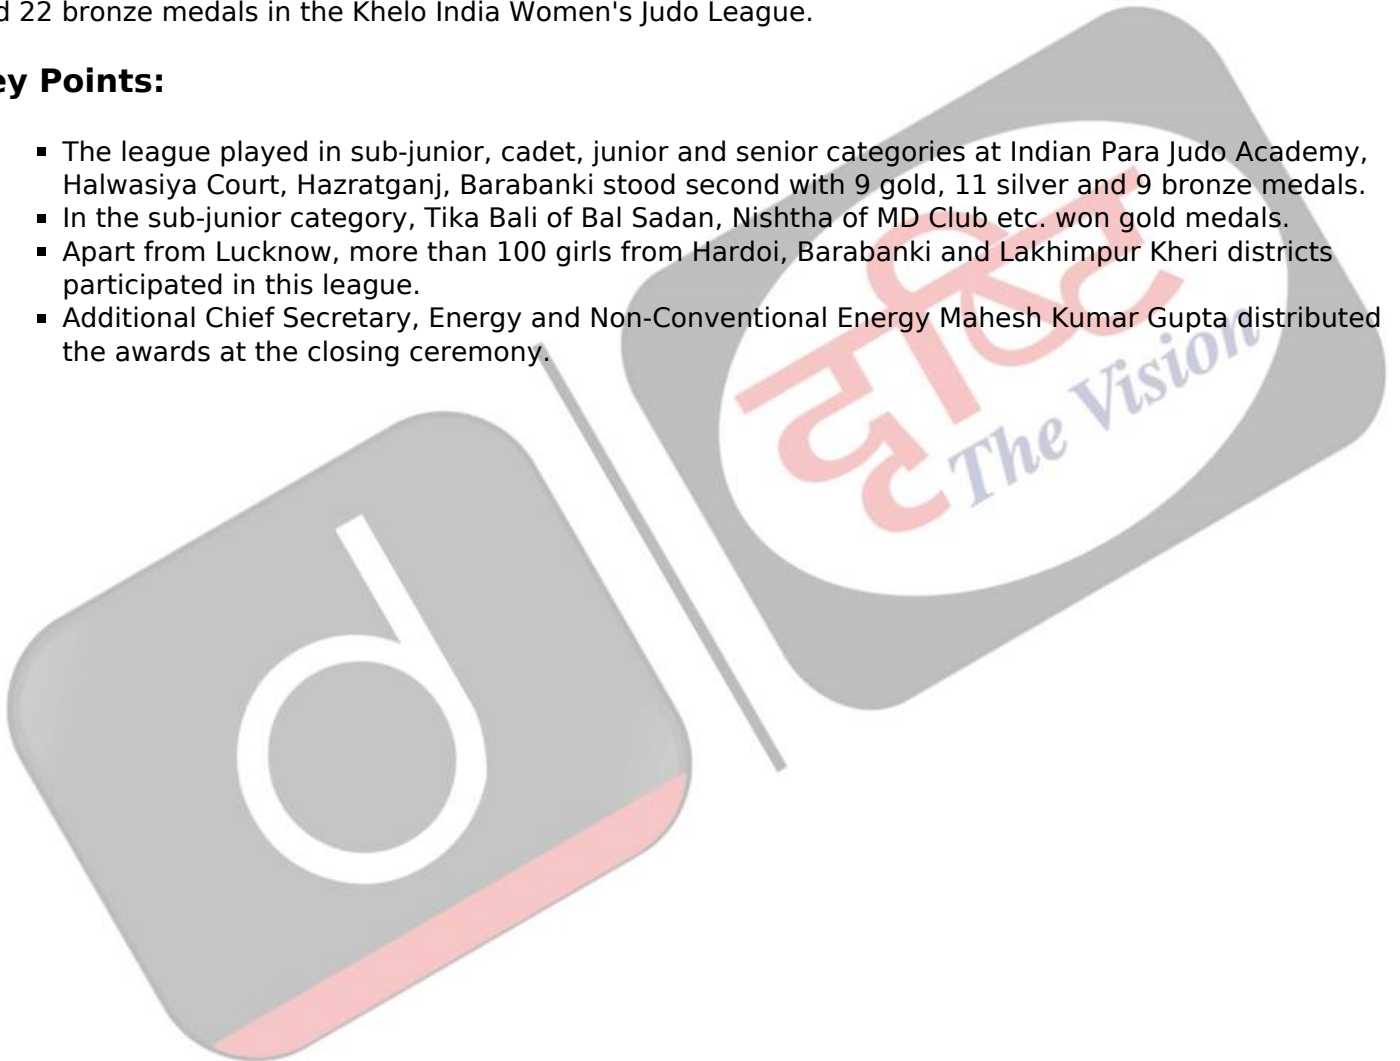 d 22 bronze medals in the Khelo India Women's Judo League.
ey Points:
▪ The league played in sub-junior, cadet, junior and senior categories at Indian Para Judo Academy,
Halwasiya Court, Hazratganj, Barabanki stood second with 9 gold, 11 silver and 9 bronze medals.
▪ In the sub-junior category, Tika Bali of Bal Sadan, Nishtha of MD Club etc. won gold medals.
▪ Apart from Lucknow, more than 100 girls from Hardoi, Barabanki and Lakhimpur Kheri districts
participated in this league.
▪ Additional Chief Secretary, Energy and Non-Conventional Energy Mahesh Kumar Gupta distributed
the awards at the closing ceremony.
दृष्टि
The Vision
d